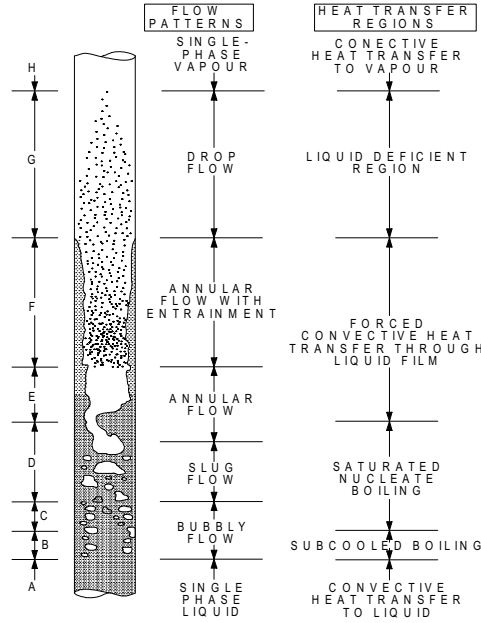 FLOW
PATTERNS
HEAT TRANSFER
REGIONS
SINGLE-
PHASE
VAPOUR
CONECTIVE
HEAT TRANSFER
TO VAPOUR
H
G
DROP
FLOW
LIQUID DEFICIENT
REGION
F
ANNULAR
FLOW WITH
ENTRAINMENT
FORCED
CONVECTIVE HEAT
TRANSFER THROUGH
LIQUID FILM
E
ANNULAR
FLOW
D
SLUG
FLOW
SATURATED
NUCLEATE
BOILING
C
BUBBLY
FLOW
B
SUBCOOLED BOILING
A
SINGLE
PHASE
LIQUID
CONVECTIVE
HEAT TRANSFER
TO LIQUID